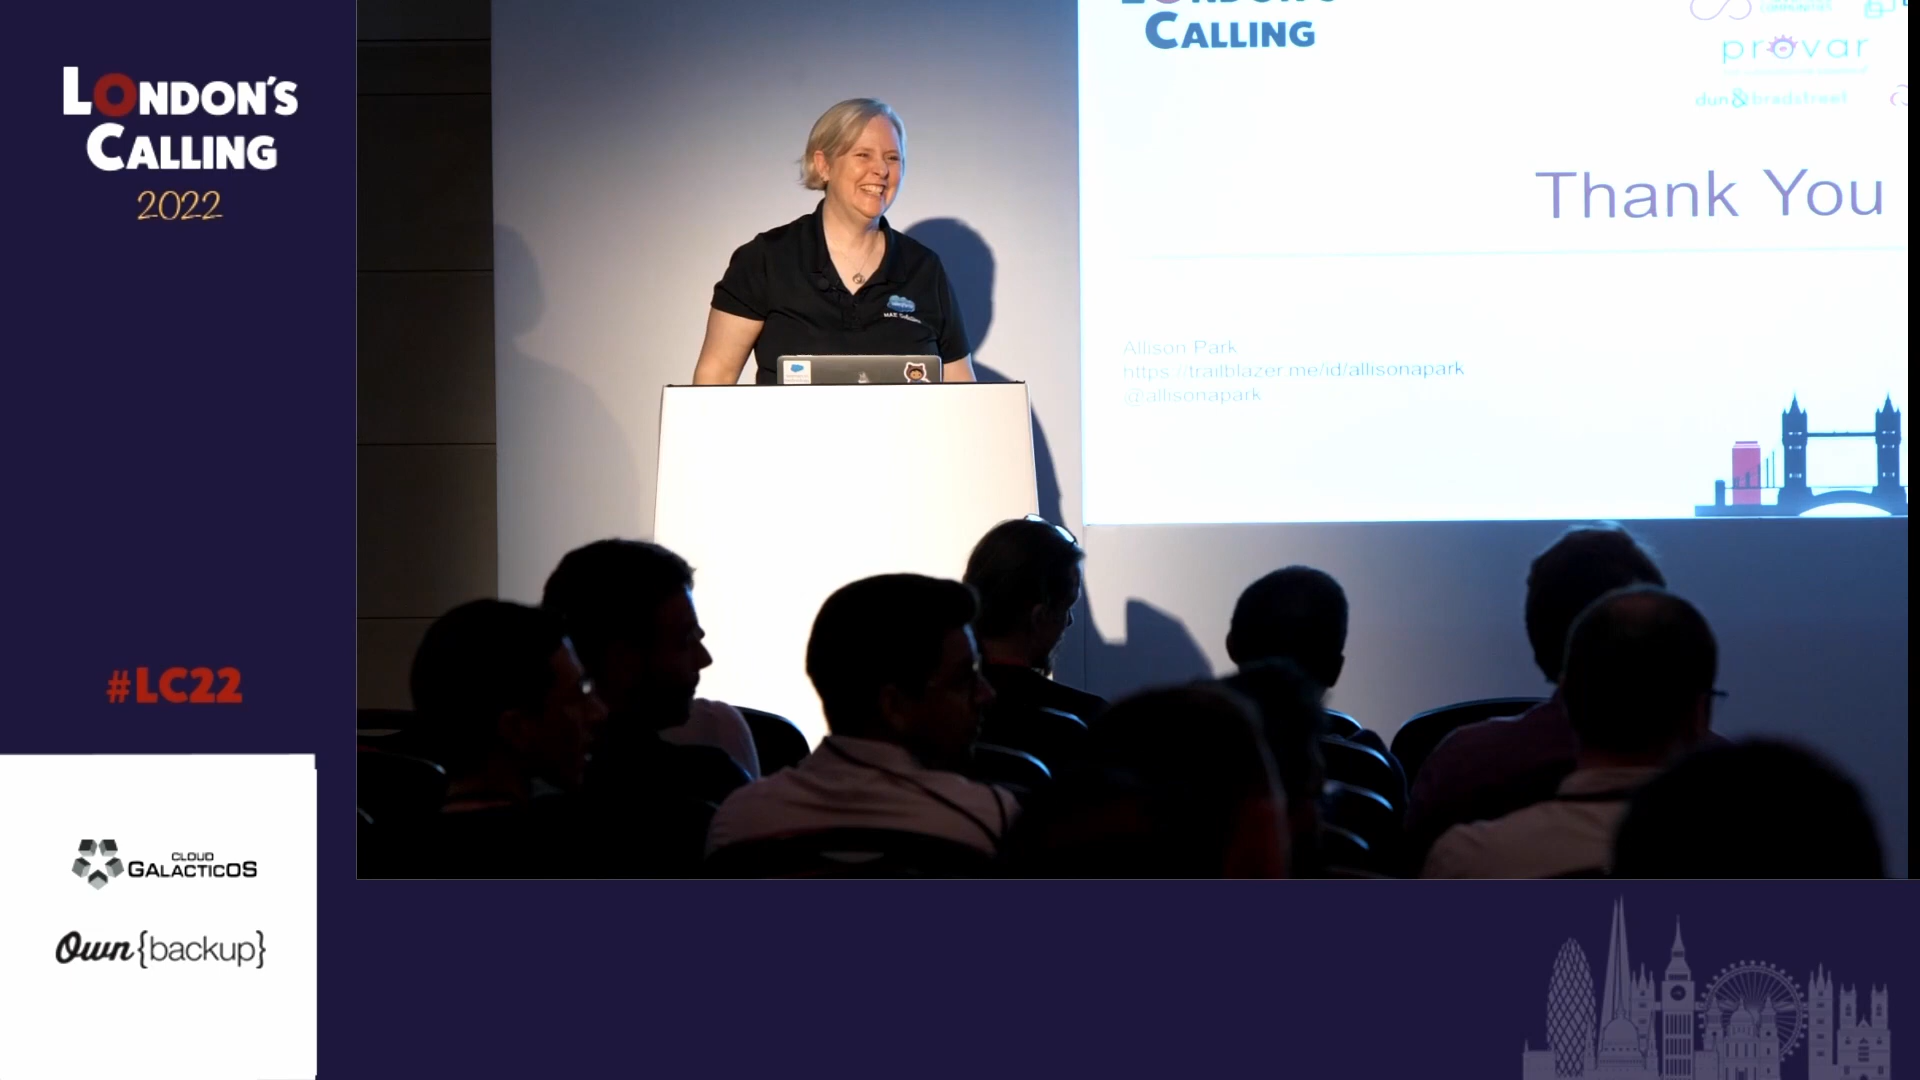 LONDON'S
CALLING
2022
#LC22
CLOUD
GALACTICOS
Own{backup}
CALLING
COMMUNITIES
provar
dun&bradstreet
Thank You
Allison Park
https://trailblazer.me/id/allisonapark
@allisonapark